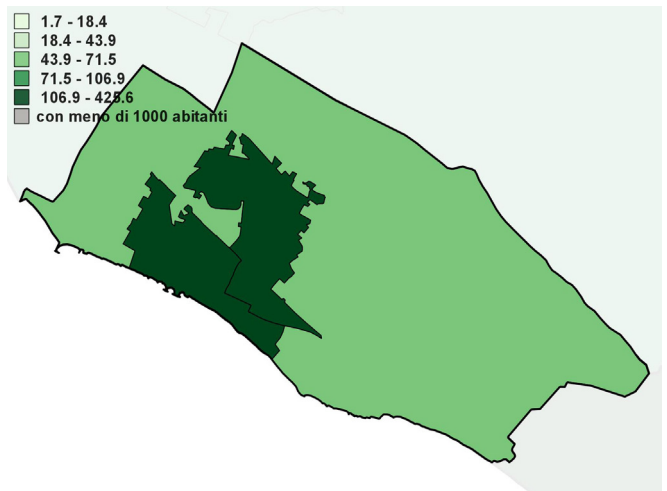 1.7 - 18.4
18.4 - 43.9
43.9 - 71.5
71.5 - 106.9
106.9 - 425.6
con meno di 1000 abitanti